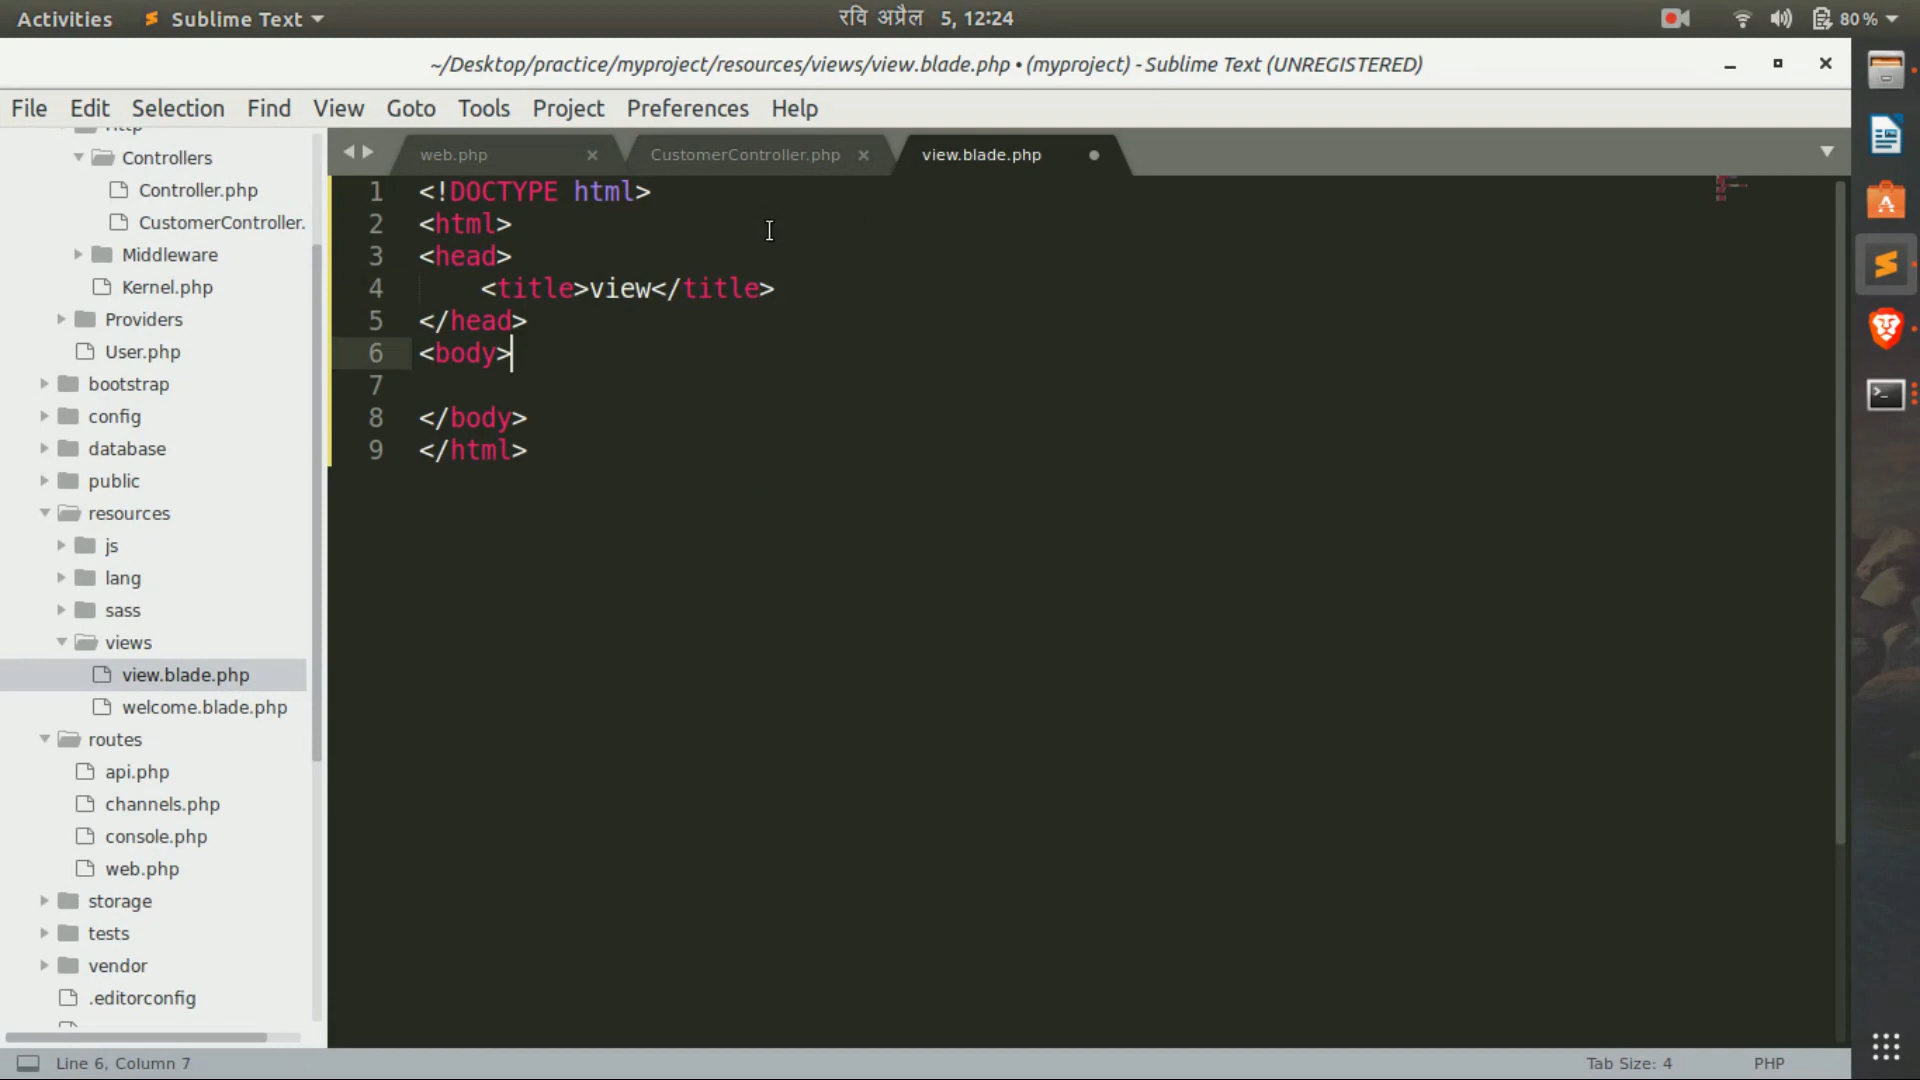 Activities Sublime Text रवि अप्रैल 5, 12:24 80%
~/Desktop/practice/myproject/resources/views/view.blade.php • (myproject) - Sublime Text (UNREGISTERED)
File Edit Selection Find View Goto Tools Project Preferences Help
web.php CustomerController.php view.blade.php
Http
Controllers
Controller.php
CustomerController.
Middleware
Kernel.php
Providers
User.php
bootstrap
config
database
public
resources
js
lang
sass
views
view.blade.php
welcome.blade.php
routes
api.php
channels.php
console.php
web.php
storage
tests
vendor
.editorconfig
1 <!DOCTYPE html>
2 <html>
3 <head>
4 <title>view</title>
5 </head>
6 <body>
7
8 </body>
9 </html>
Line 6, Column 7 Tab Size: 4 PHP